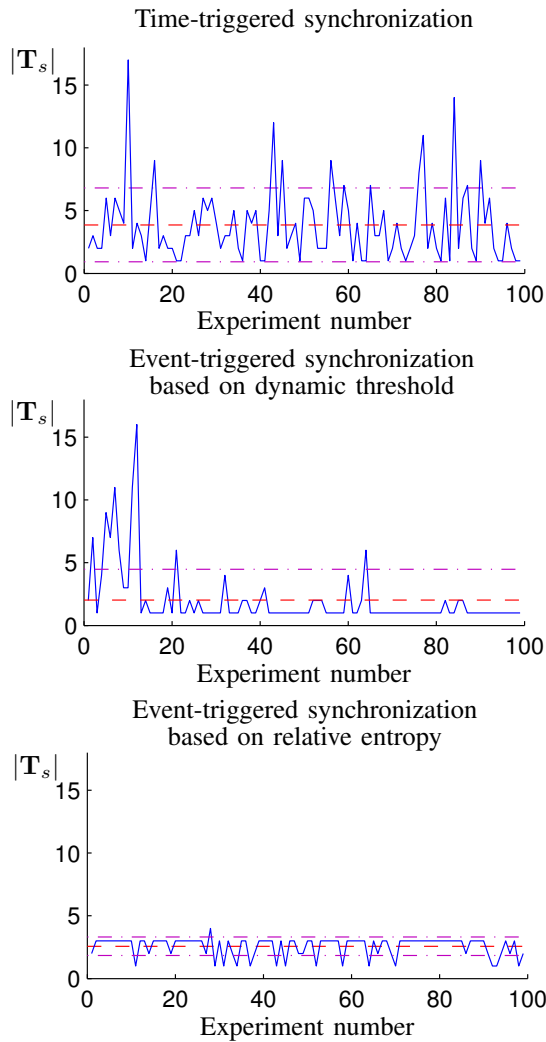 Time-triggered synchronization
|T_s|
15
10
5
0
0 20 40 60 80 100
Experiment number
Event-triggered synchronization
based on dynamic threshold
|T_s|
15
10
5
0
0 20 40 60 80 100
Experiment number
Event-triggered synchronization
based on relative entropy
|T_s|
15
10
5
0
0 20 40 60 80 100
Experiment number